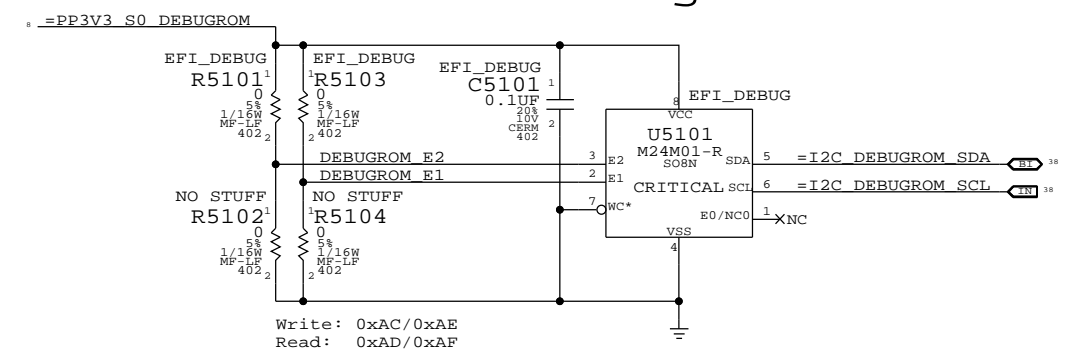 8 =PP3V3_S0_DEBUGROM
EFI_DEBUG
R5101 1
0
5%
1/16W
MF-LF
402 2
EFI_DEBUG
1 R5103
0
5%
1/16W
MF-LF
2 402
EFI_DEBUG
C5101 1
0.1UF
20%
10V
CERM
402
2
EFI_DEBUG
8
VCC
U5101
M24M01-R
SO8N
CRITICAL
DEBUGROM_E2 3 E2
DEBUGROM_E1 2 E1
7 WC*
SDA 5 =I2C_DEBUGROM_SDA BI 38
SCL 6 =I2C_DEBUGROM_SCL IN 38
E0/NC0 1 NC
VSS
4
NO STUFF
R5102 1
0
5%
1/16W
MF-LF
402 2
NO STUFF
1 R5104
0
5%
1/16W
MF-LF
2 402
Write: 0xAC/0xAE
Read: 0xAD/0xAF